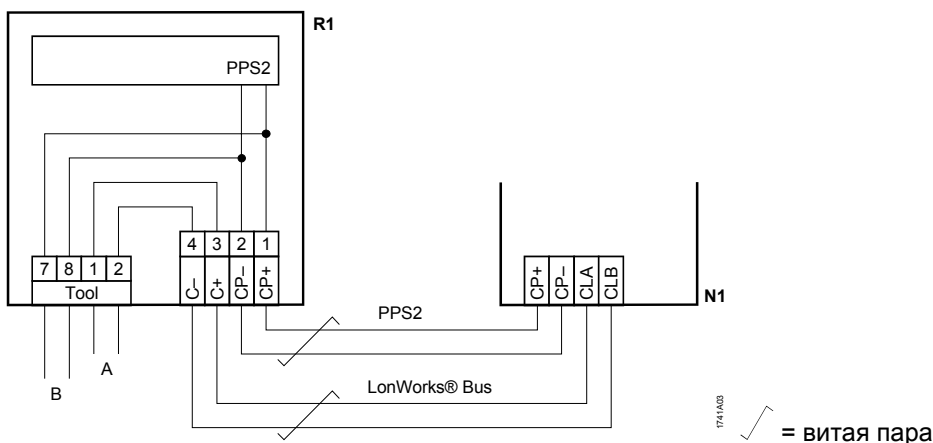 R1
PPS2
4 3 2 1
7 8 1 2
C– C+ CP– CP+
Tool
CP+ CP– CLA CLB
N1
PPS2
A
B
LonWorks® Bus
1741A03
= витая пара